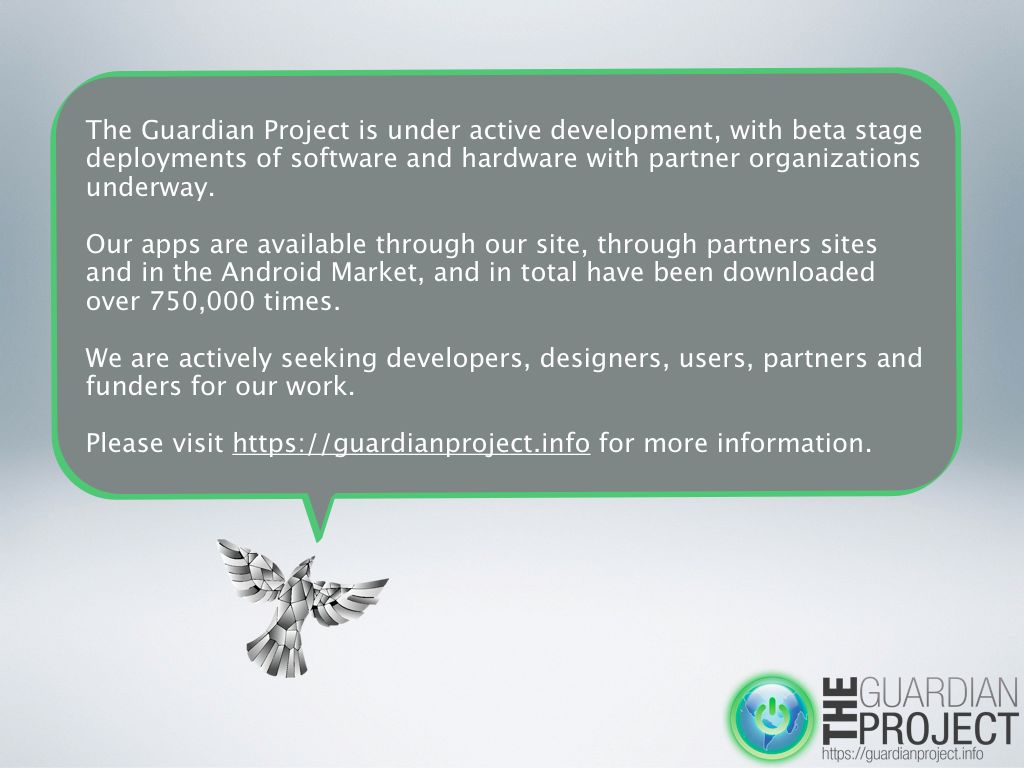 The Guardian Project is under active development, with beta stage
deployments of software and hardware with partner organizations
underway.
Our apps are available through our site, through partners sites
and in the Android Market, and in total have been downloaded
over 750,000 times.
We are actively seeking developers, designers, users, partners and
funders for our work.
Please visit https://guardianproject.info for more information.
THE
GUARDIAN
PROJECT
https://guardianproject.info